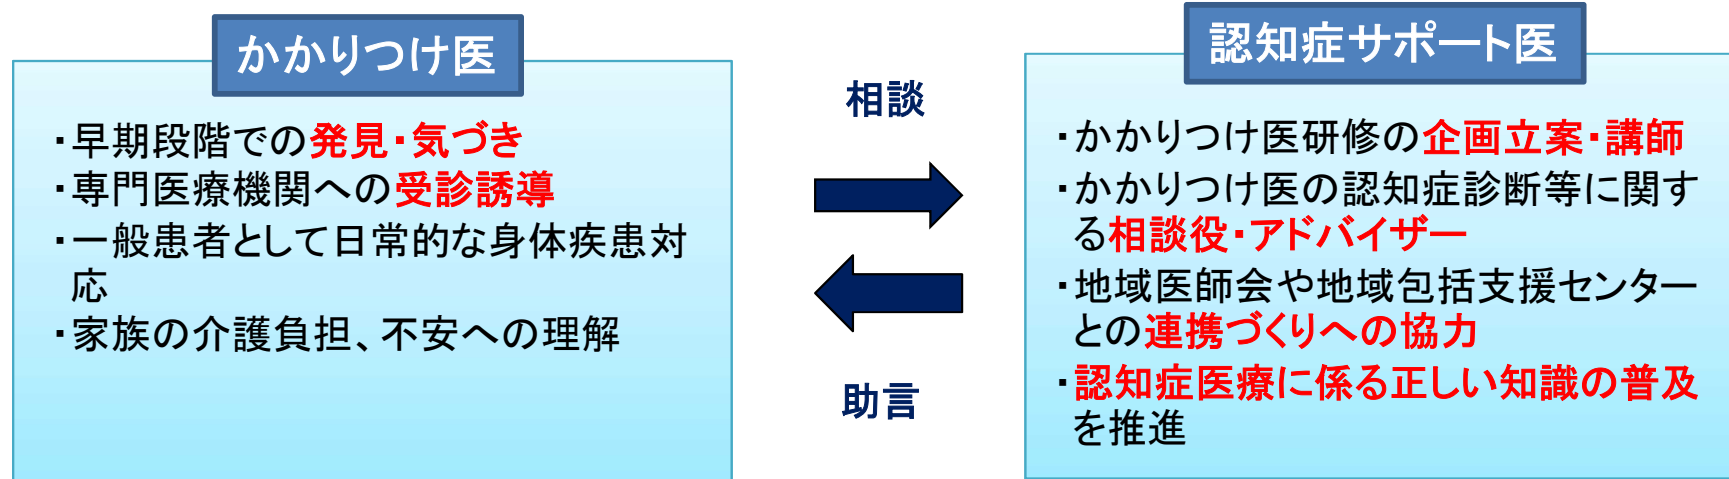 かかりつけ医
・早期段階での発見・気づき
・専門医療機関への受診誘導
・一般患者として日常的な身体疾患対
応
・家族の介護負担、不安への理解
相談
助言
認知症サポート医
・かかりつけ医研修の企画立案・講師
・かかりつけ医の認知症診断等に関す
る相談役・アドバイザー
・地域医師会や地域包括支援センター
との連携づくりへの協力
・認知症医療に係る正しい知識の普及
を推進